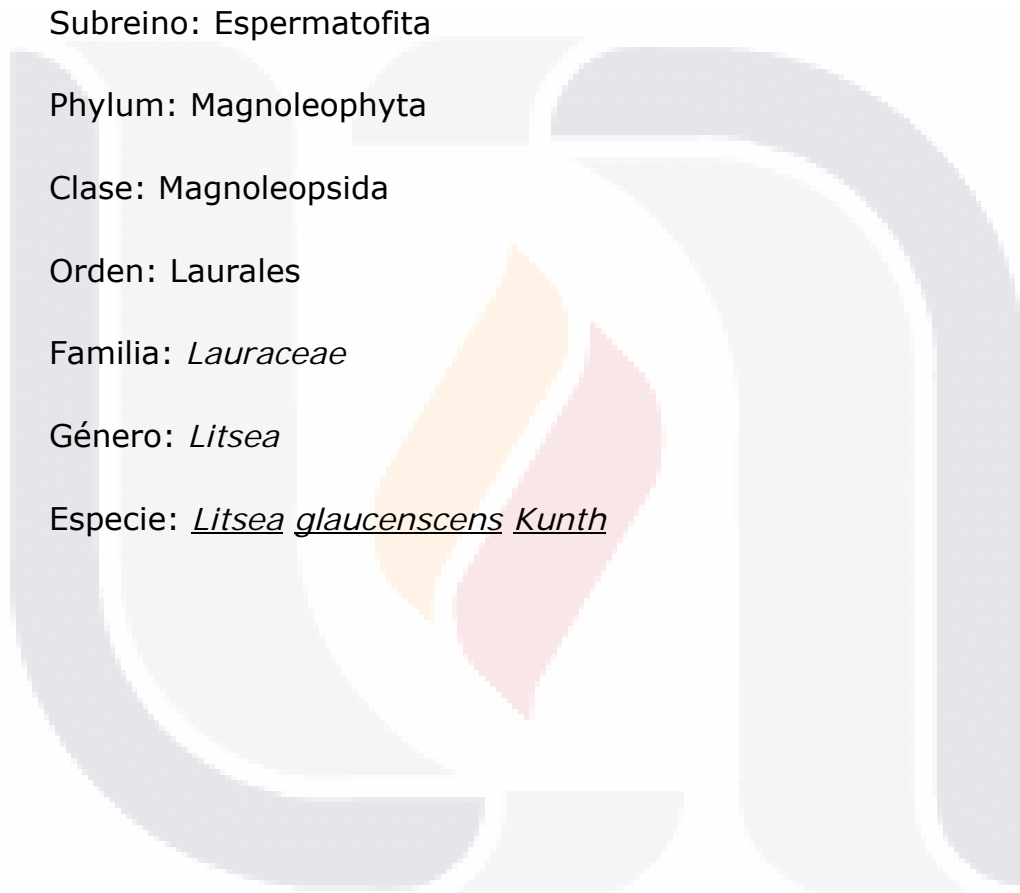 Subreino: Espermatofita
Phylum: Magnoleophyta
Clase: Magnoleopsida
Orden: Laurales
Familia: Lauraceae
Género: Litsea
Especie: Litsea glaucenscens Kunth